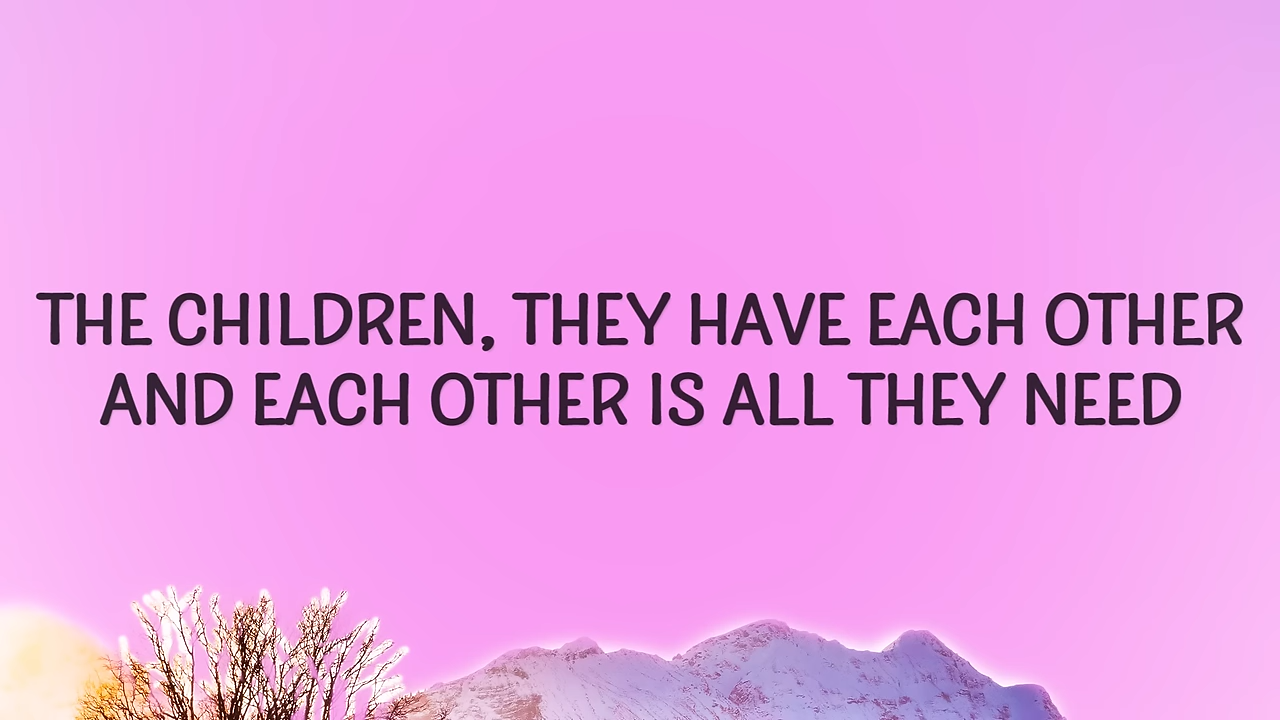 THE CHILDREN, THEY HAVE EACH OTHER
AND EACH OTHER IS ALL THEY NEED